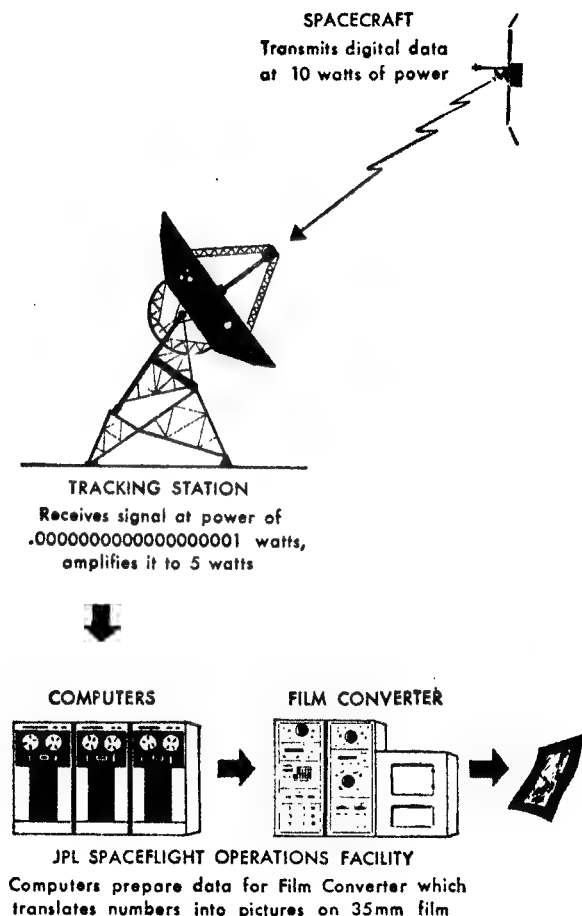 SPACECRAFT
Transmits digital data
at 10 watts of power
TRACKING STATION
Receives signal at power of
.0000000000000000001 watts,
amplifies it to 5 watts
COMPUTERS
FILM CONVERTER
JPL SPACEFLIGHT OPERATIONS FACILITY
Computers prepare data for Film Converter which
translates numbers into pictures on 35mm film